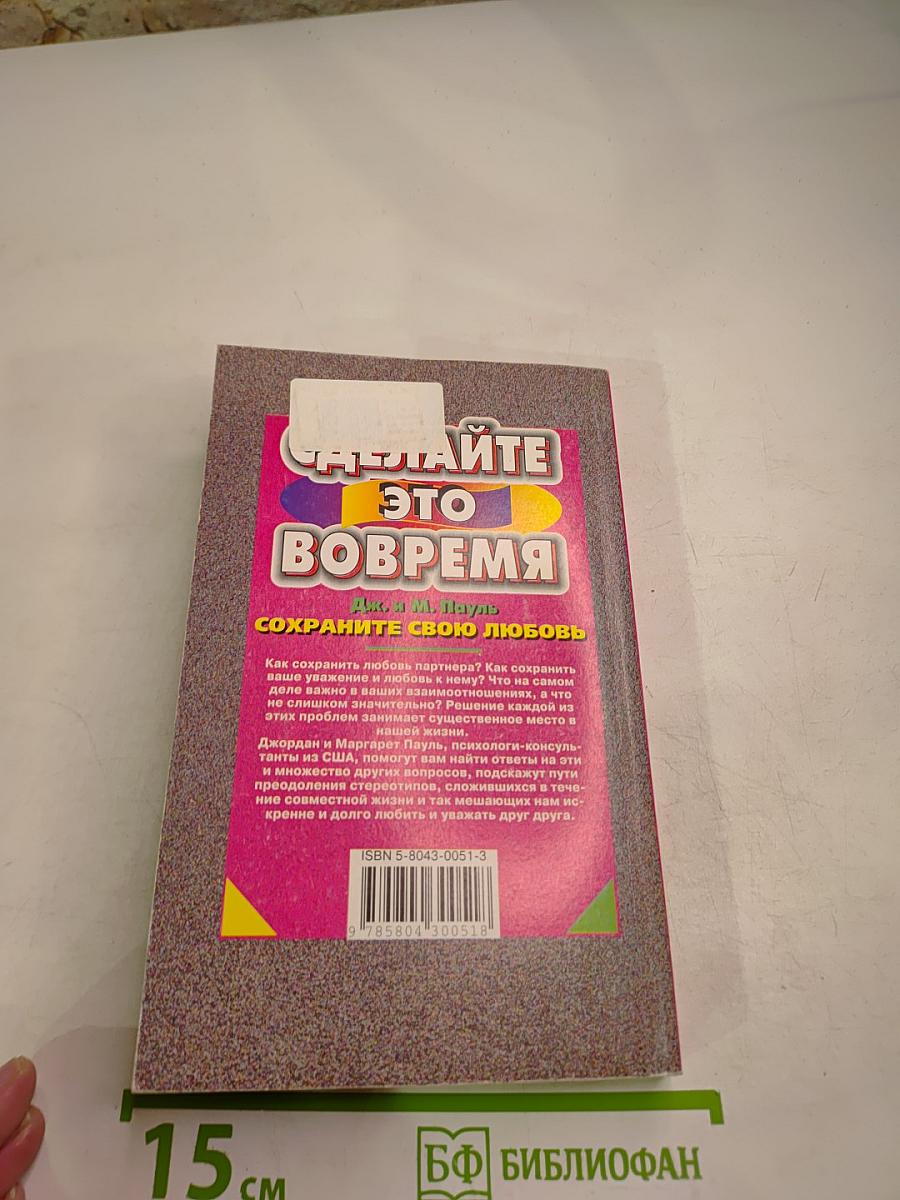 СДЕЛАЙТЕ
ЭТО
ВОВРЕМЯ
Дж. и М. Пауль
СОХРАНИТЕ СВОЮ ЛЮБОВЬ
Как сохранить любовь партнера? Как сохранить
ваше уважение и любовь к нему? Что на самом
деле важно в ваших взаимоотношениях, а что
не слишком значительно? Решение каждой из
этих проблем занимает существенное место в
нашей жизни.
Джордан и Маргарет Пауль, психологи-консуль-
танты из США, помогут вам найти ответы на эти
и множество других вопросов, подскажут пути
преодоления стереотипов, сложившихся в тече-
ние совместной жизни и так мешающих нам ис-
кренне и долго любить и уважать друг друга.
ISBN 5-8043-0051-3
9 785804 300518
15 см
БФ БИБЛИОФАН